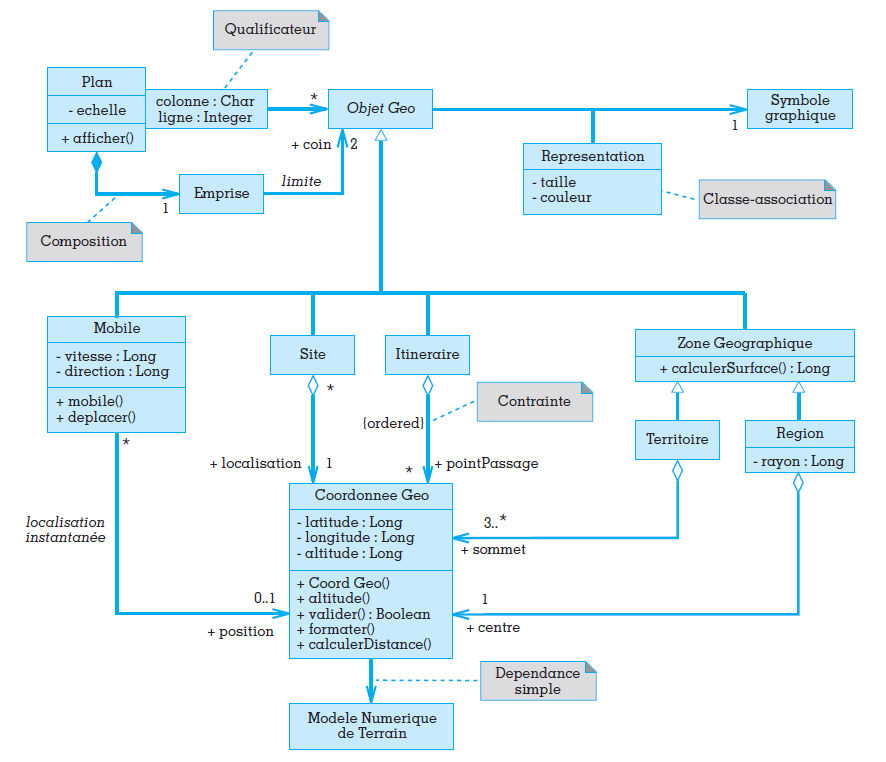 Qualificateur
Plan
- echelle
+ afficher()
colonne : Char
ligne : Integer
*
Objet Geo
1
Symbole
graphique
+ coin
2
Representation
- taille
- couleur
Classe-association
Emprise
limite
1
Composition
Mobile
- vitesse : Long
- direction : Long
+ mobile()
+ deplacer()
*
Site
*
Itineraire
Contrainte
{ordered}
Zone Geographique
+ calculerSurface() : Long
Territoire
Region
- rayon : Long
+ localisation
1
*
+ pointPassage
localisation
instantanée
Coordonnee Geo
- latitude : Long
- longitude : Long
- altitude : Long
+ Coord Geo()
+ altitude()
+ valider() : Boolean
+ formater()
+ calculerDistance()
3..*
+ sommet
0..1
+ position
1
+ centre
Dependance
simple
Modele Numerique
de Terrain